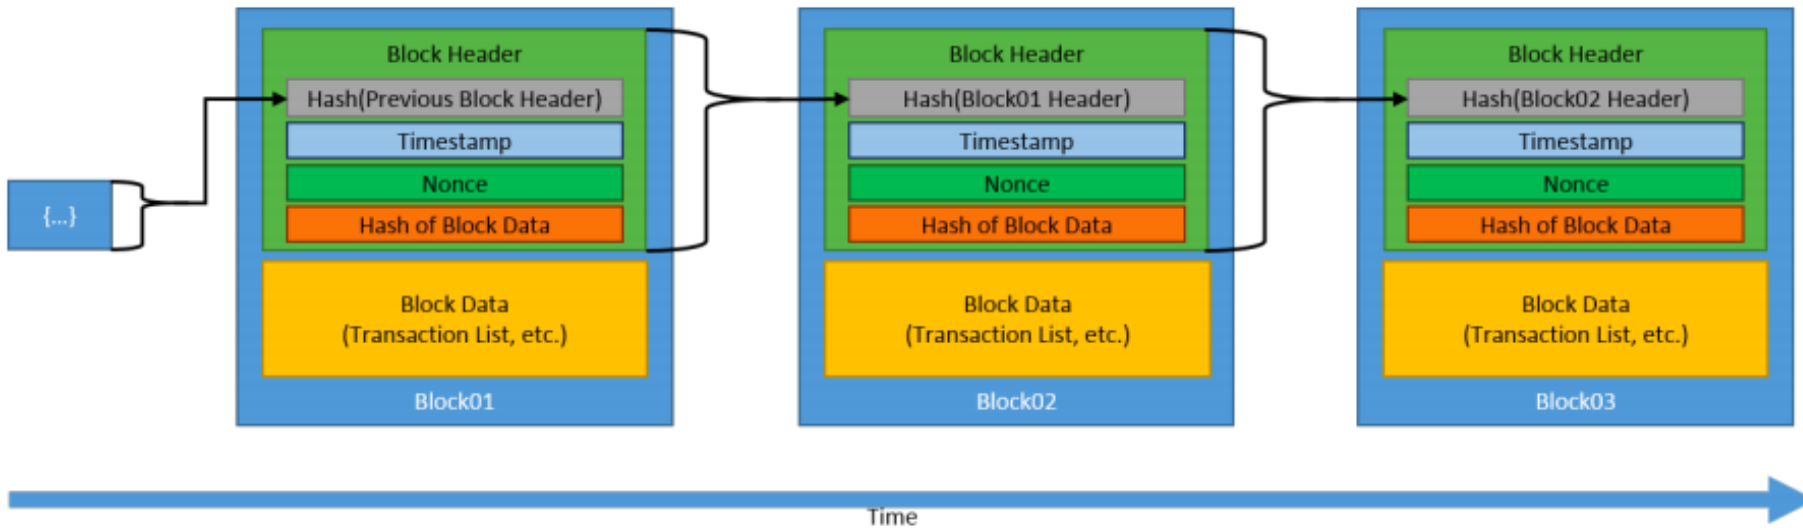 {...}
Block Header
Hash(Previous Block Header)
Timestamp
Nonce
Hash of Block Data
Block Data
(Transaction List, etc.)
Block01
Block Header
Hash(Block01 Header)
Timestamp
Nonce
Hash of Block Data
Block Data
(Transaction List, etc.)
Block02
Block Header
Hash(Block02 Header)
Timestamp
Nonce
Hash of Block Data
Block Data
(Transaction List, etc.)
Block03
Time